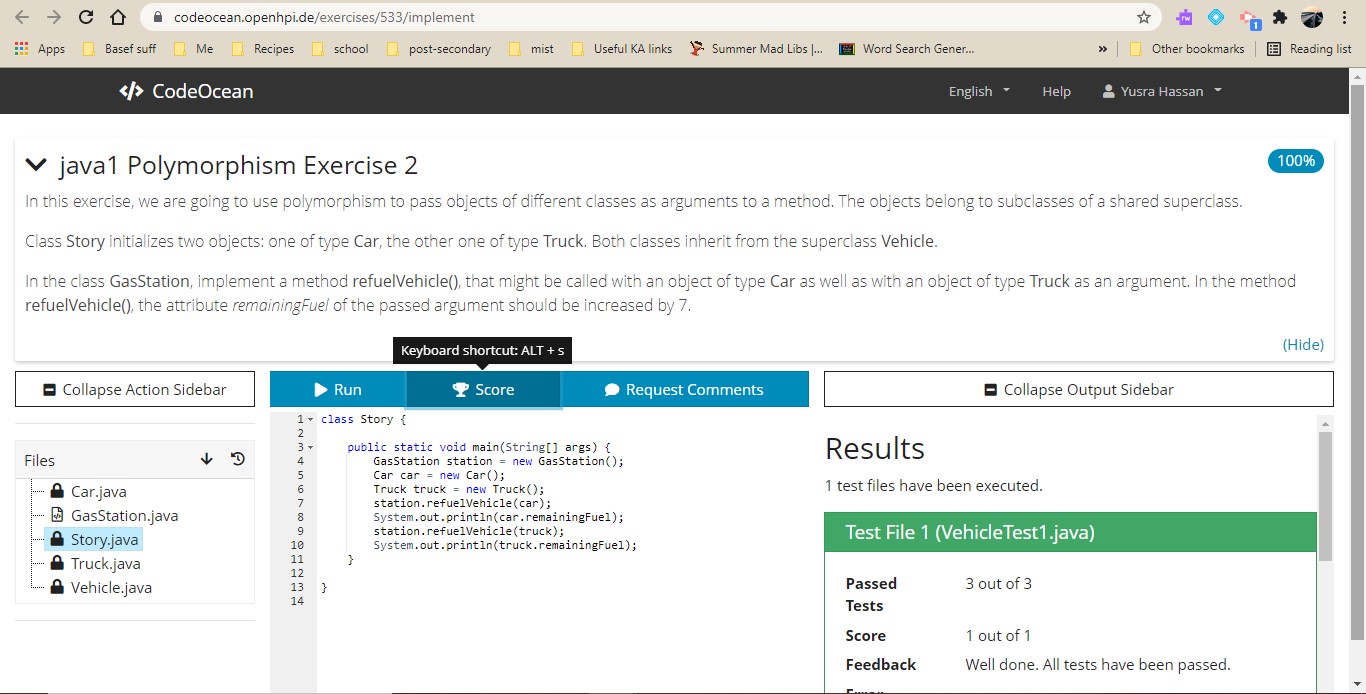 codeocean.openhpi.de/exercises/533/implement
rw
1
Apps Basef suff Me Recipes school post-secondary mist Useful KA links Summer Mad Libs |... Word Search Gener... » Other bookmarks Reading list
</> CodeOcean English Help Yusra Hassan
java1 Polymorphism Exercise 2 100%
In this exercise, we are going to use polymorphism to pass objects of different classes as arguments to a method. The objects belong to subclasses of a shared superclass.
Class Story initializes two objects: one of type Car, the other one of type Truck. Both classes inherit from the superclass Vehicle.
In the class GasStation, implement a method refuelVehicle(), that might be called with an object of type Car as well as with an object of type Truck as an argument. In the method
refuelVehicle(), the attribute remainingFuel of the passed argument should be increased by 7.
(Hide)
Keyboard shortcut: ALT + s
Collapse Action Sidebar
Run Score Request Comments
Collapse Output Sidebar
Files
Car.java
GasStation.java
Story.java
Truck.java
Vehicle.java
1 class Story {
2
3 public static void main(String[] args) {
4 GasStation station = new GasStation();
5 Car car = new Car();
6 Truck truck = new Truck();
7 station.refuelVehicle(car);
8 System.out.println(car.remainingFuel);
9 station.refuelVehicle(truck);
10 System.out.println(truck.remainingFuel);
11 }
12
13 }
14
Results
1 test files have been executed.
Test File 1 (VehicleTest1.java)
Passed Tests 3 out of 3
Score 1 out of 1
Feedback Well done. All tests have been passed.
Error